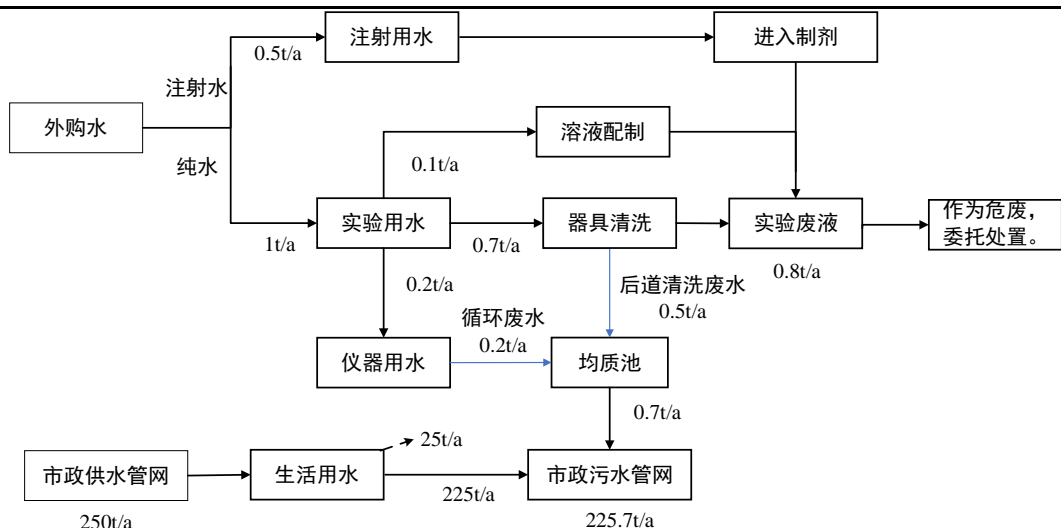 注射用水
进入制剂
0.5t/a
注射水
外购水
溶液配制
纯水
0.1t/a
实验用水
器具清洗
实验废液
作为危废，
委托处置。
1t/a
0.7t/a
0.8t/a
0.2t/a
后道清洗废水
0.5t/a
循环废水
0.2t/a
仪器用水
均质池
0.7t/a
25t/a
市政供水管网
生活用水
市政污水管网
225t/a
250t/a
225.7t/a